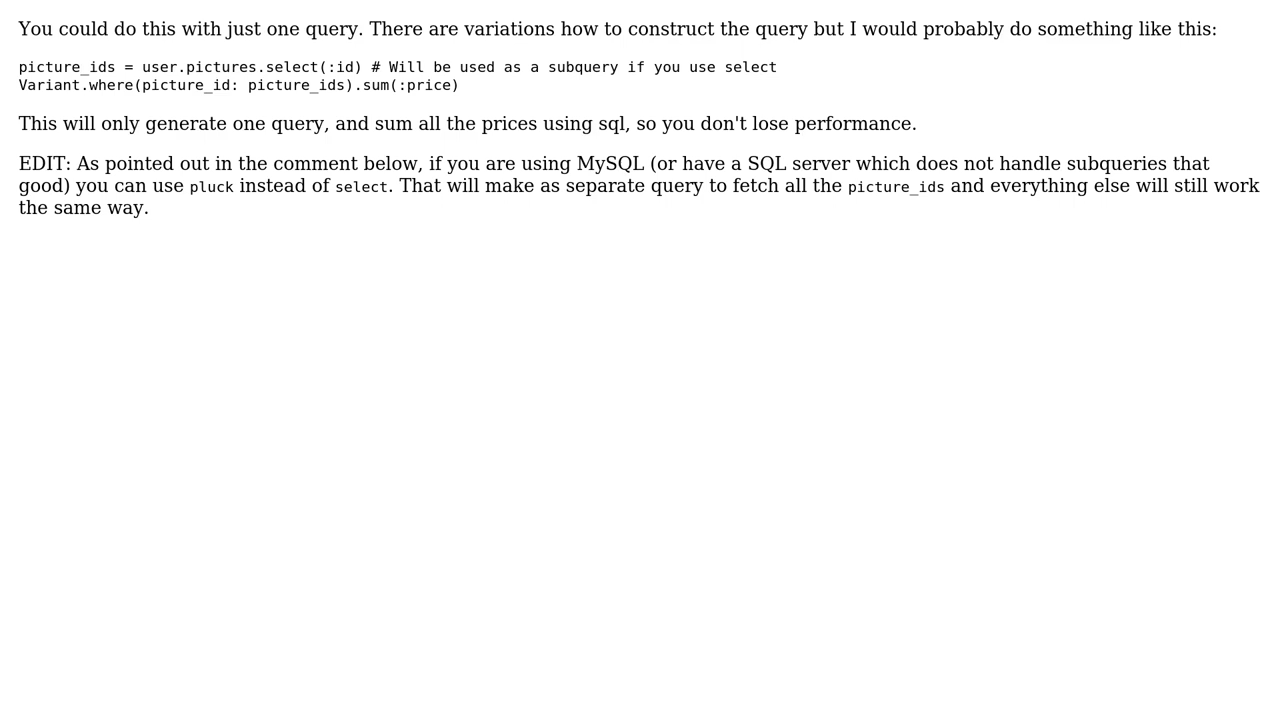 You could do this with just one query. There are variations how to construct the query but I would probably do something like this:
picture_ids = user.pictures.select(:id) # Will be used as a subquery if you use select
Variant.where(picture_id: picture_ids).sum(:price)
This will only generate one query, and sum all the prices using sql, so you don't lose performance.
EDIT: As pointed out in the comment below, if you are using MySQL (or have a SQL server which does not handle subqueries that
good) you can use pluck instead of select. That will make as separate query to fetch all the picture_ids and everything else will still work
the same way.